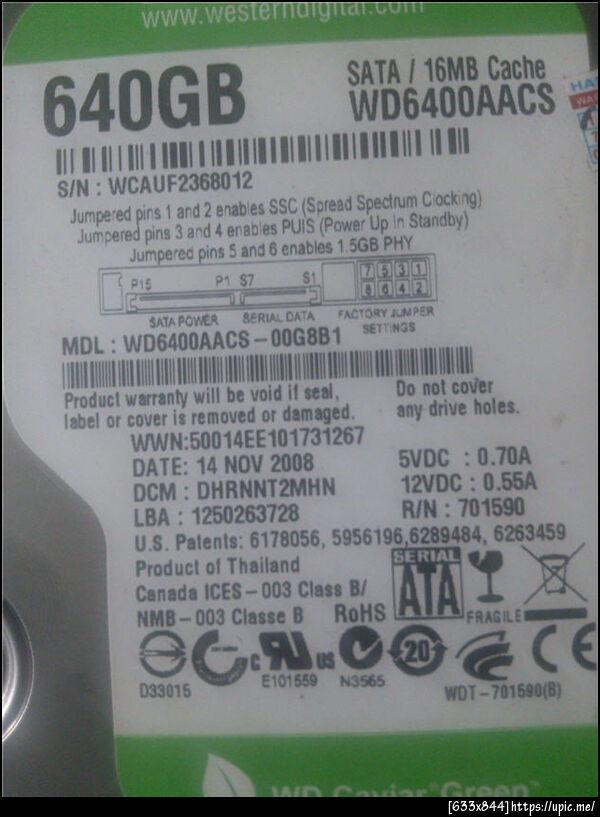 www.westerndigital.com
640GB
SATA / 16MB Cache
WD6400AACS
S/N : WCAUF2368012
Jumpered pins 1 and 2 enables SSC (Spread Spectrum Clocking)
Jumpered pins 3 and 4 enables PUIS (Power Up In Standby)
Jumpered pins 5 and 6 enables 1.5GB PHY
P15 P1 S7 S1
7 5 3 1
8 6 4 2
SATA POWER SERIAL DATA FACTORY JUMPER
SETTINGS
MDL : WD6400AACS-00G8B1
Product warranty will be void if seal,
label or cover is removed or damaged.
Do not cover
any drive holes.
WWN:50014EE101731267
DATE: 14 NOV 2008
DCM : DHRNNT2MHN
LBA : 1250263728
5VDC : 0.70A
12VDC : 0.55A
R/N : 701590
U.S. Patents: 6178056, 5956196,6289484, 6263459
Product of Thailand
Canada ICES-003 Class B/
NMB-003 Classe B
RoHS
SERIAL
ATA
FRAGILE
D33015
c RU US
E101559
N3565
20
CE
WDT-701590(B)
WD Caviar Green
[633x844]https://upic.me/